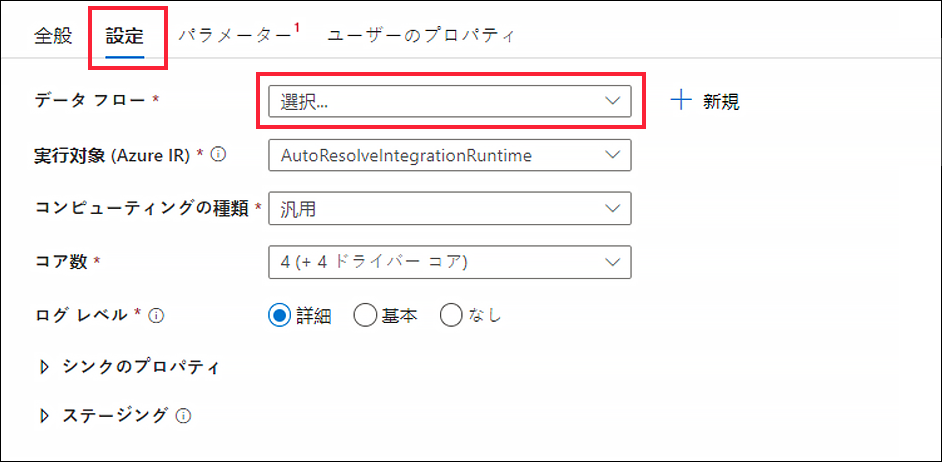 全般 設定 パラメーター1 ユーザーのプロパティ
データ フロー * 選択... 新規
実行対象 (Azure IR) * AutoResolveIntegrationRuntime
コンピューティングの種類 * 汎用
コア数 * 4 (+ 4 ドライバー コア)
ログ レベル * 詳細 基本 なし
シンクのプロパティ
ステージング